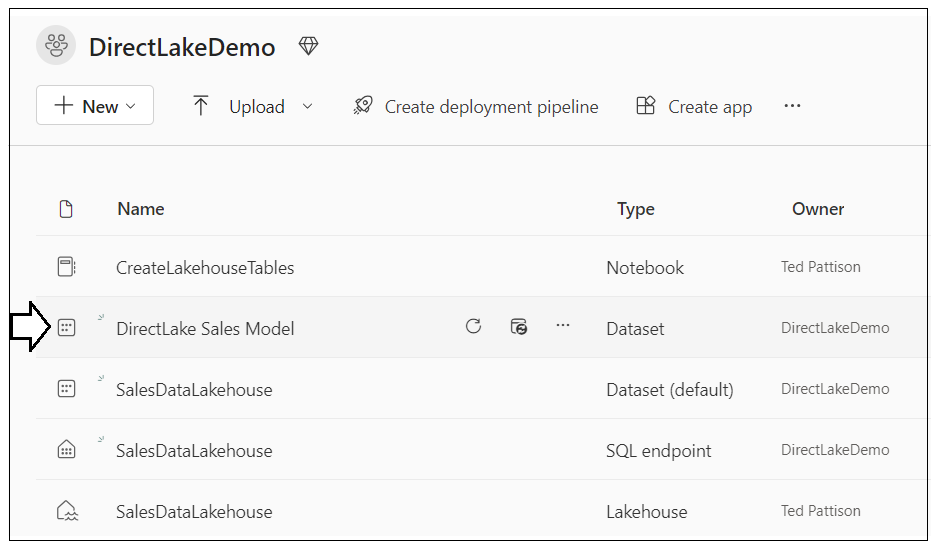 DirectLakeDemo
New Upload Create deployment pipeline Create app ...
Name Type Owner
CreateLakehouseTables Notebook Ted Pattison
DirectLake Sales Model ... Dataset DirectLakeDemo
SalesDataLakehouse Dataset (default) DirectLakeDemo
SalesDataLakehouse SQL endpoint DirectLakeDemo
SalesDataLakehouse Lakehouse Ted Pattison